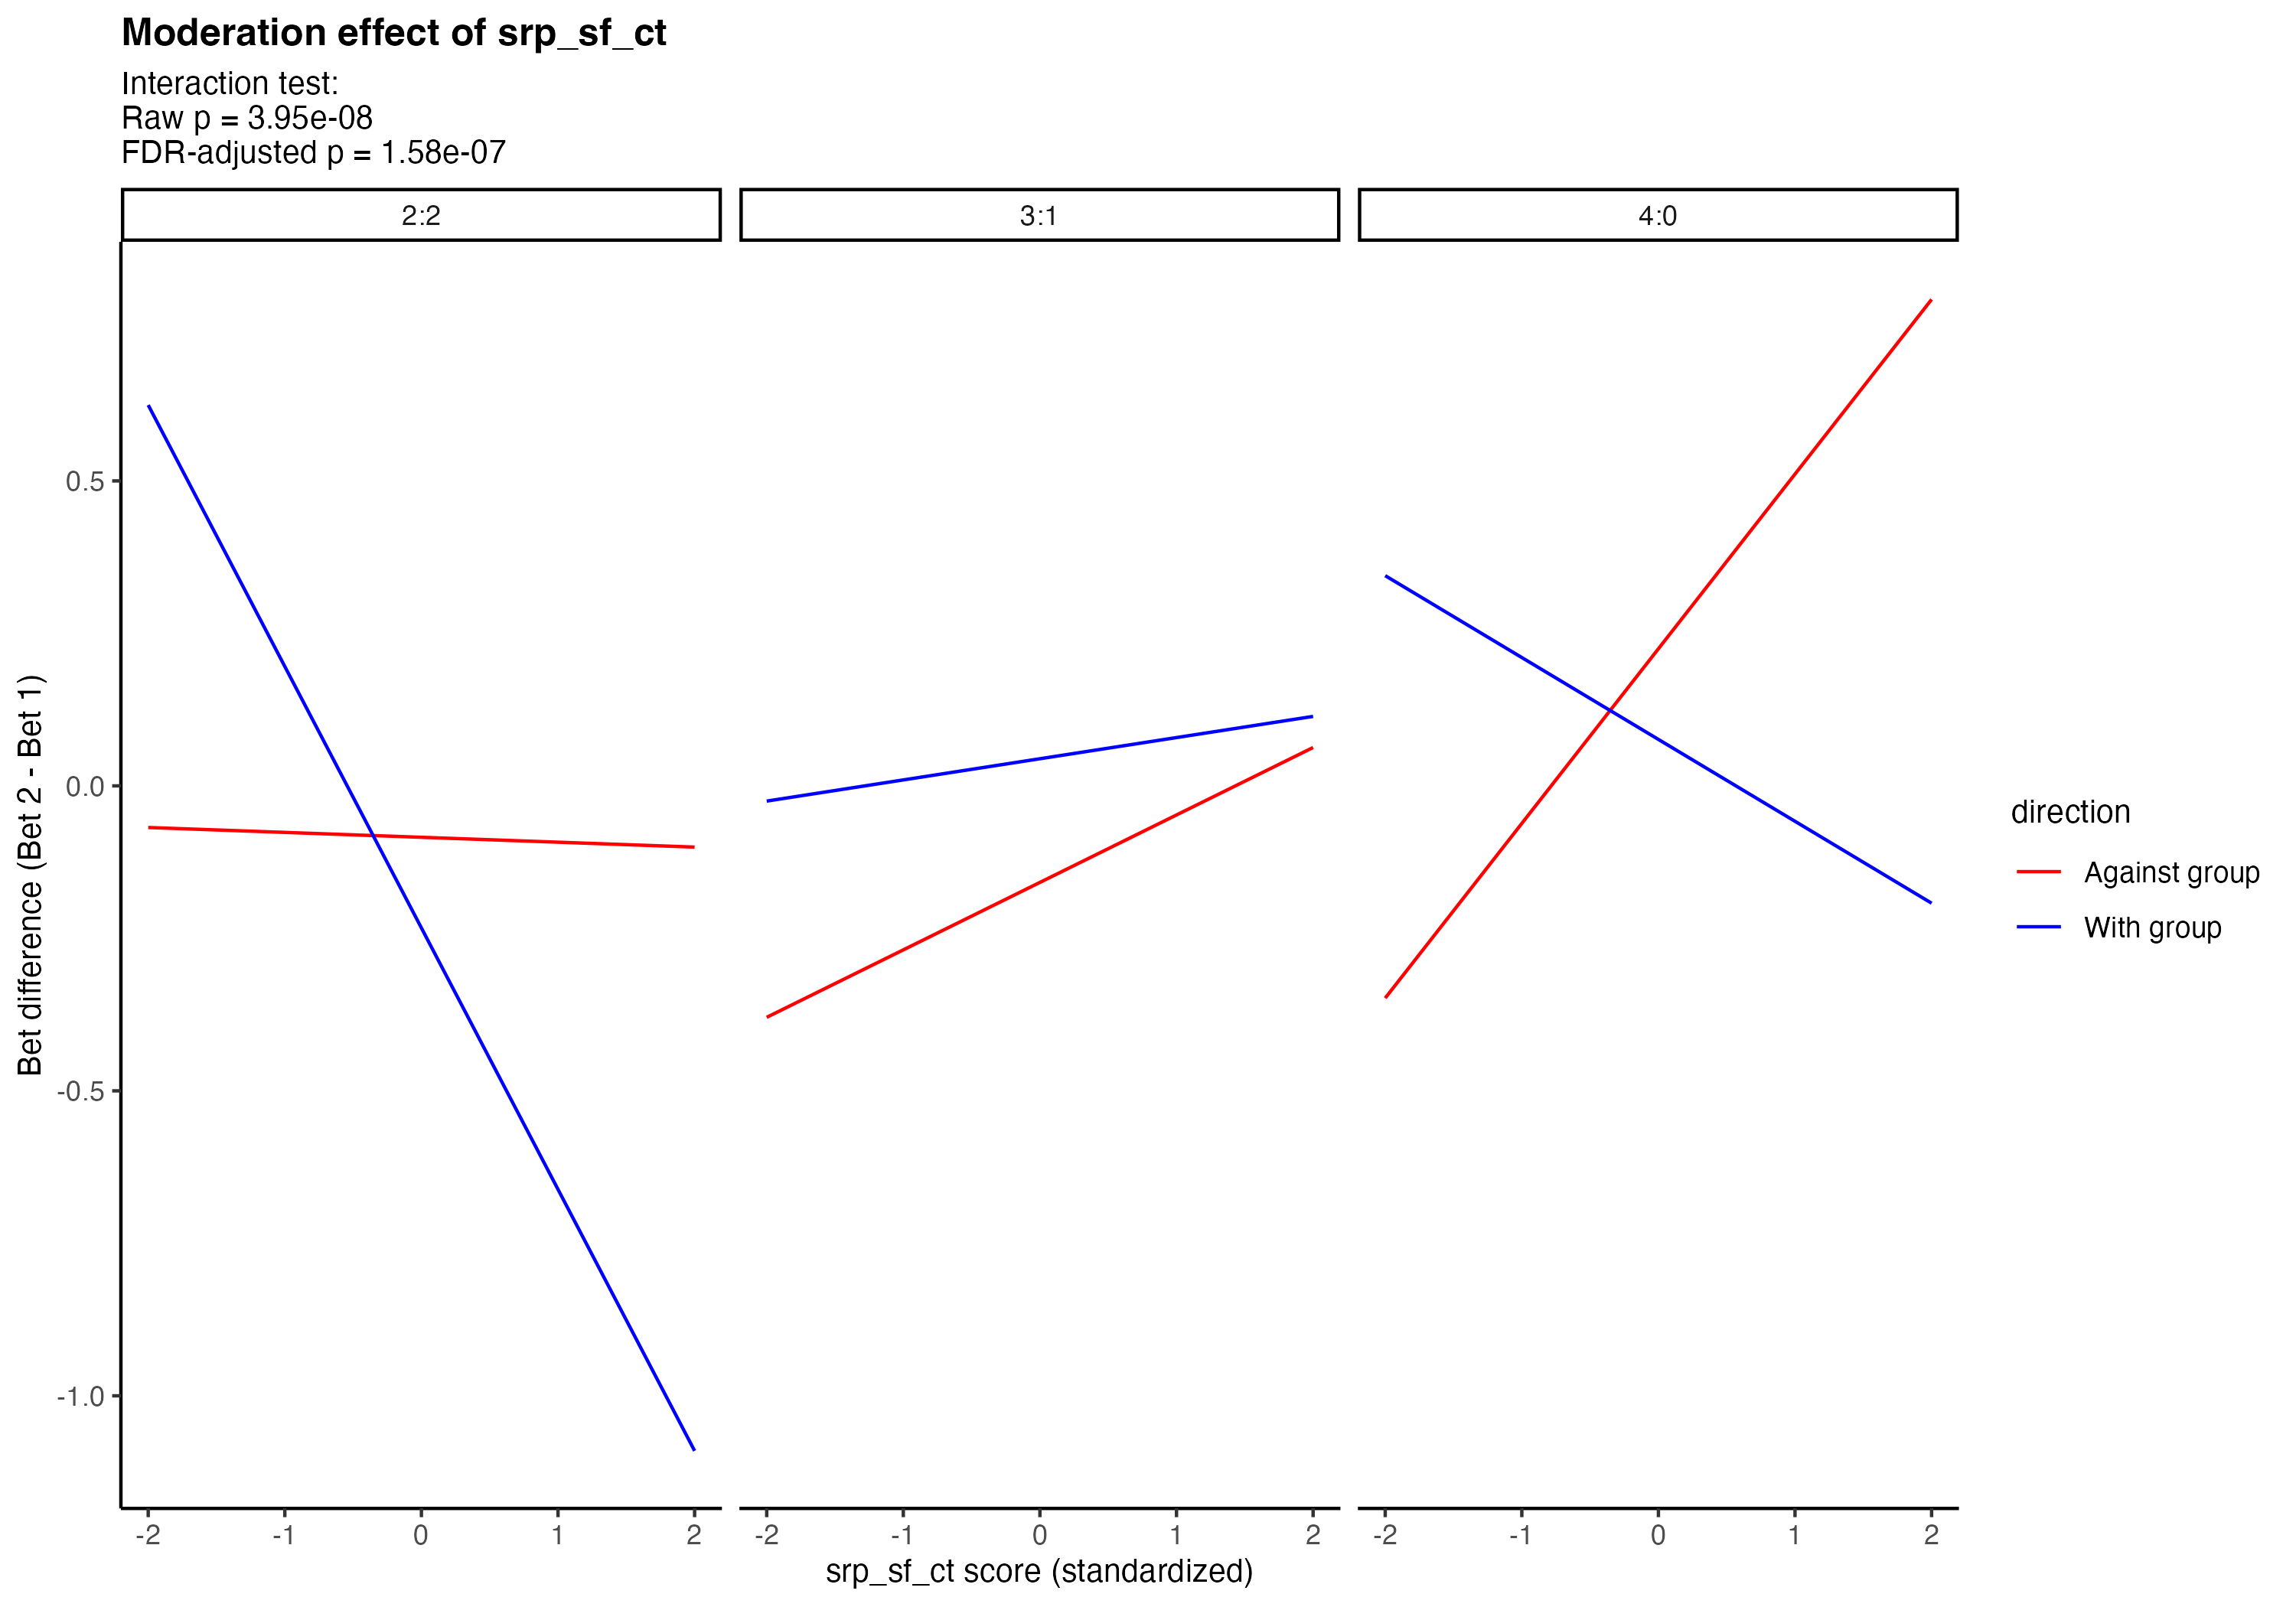 Moderation effect of srp_sf_ct
Interaction test:
Raw p = 3.95e-08
FDR-adjusted p = 1.58e-07
2:2
3:1
4:0
Bet difference (Bet 2 - Bet 1)
0.5
0.0
-0.5
-1.0
-2 -1 0 1 2
-2 -1 0 1 2
-2 -1 0 1 2
srp_sf_ct score (standardized)
direction
Against group
With group